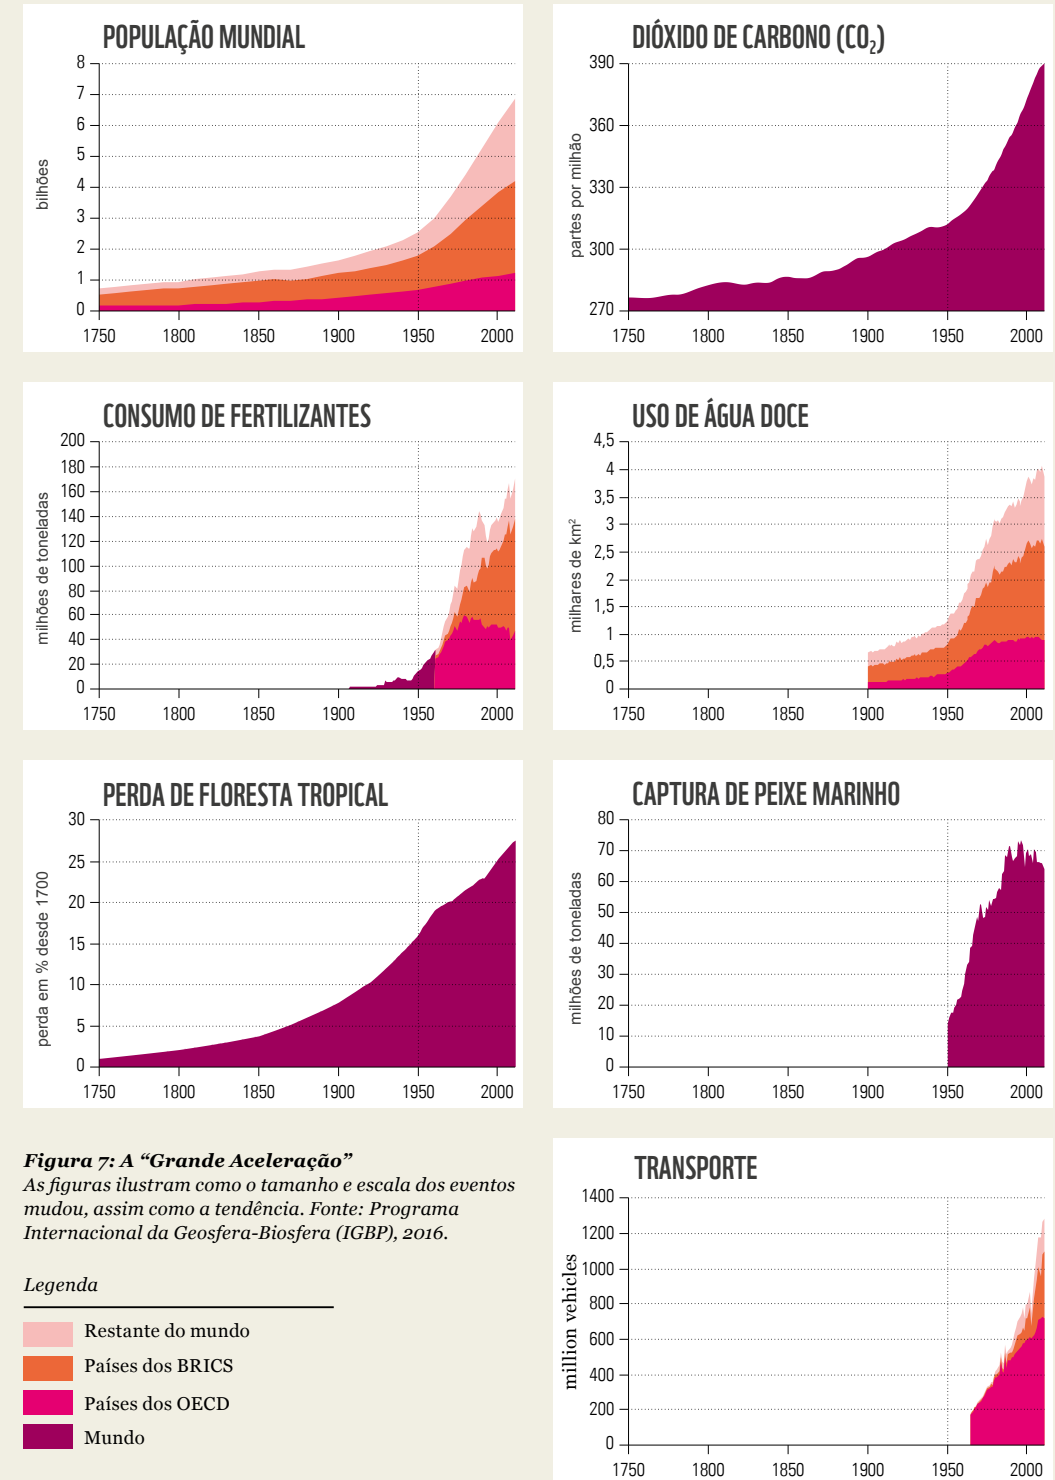 POPULAÇÃO MUNDIAL
bilhões
8
7
6
5
4
3
2
1
0
1750 1800 1850 1900 1950 2000
DIÓXIDO DE CARBONO (CO₂)
partes por milhão
390
360
330
300
270
1750 1800 1850 1900 1950 2000
CONSUMO DE FERTILIZANTES
milhões de toneladas
200
180
160
140
120
100
80
60
40
20
0
1750 1800 1850 1900 1950 2000
USO DE ÁGUA DOCE
milhares de km²
4,5
4
3,5
3
2,5
2
1,5
1
0,5
0
1750 1800 1850 1900 1950 2000
PERDA DE FLORESTA TROPICAL
perda em % desde 1700
30
25
20
15
10
5
0
1750 1800 1850 1900 1950 2000
CAPTURA DE PEIXE MARINHO
milhões de toneladas
80
70
60
50
40
30
20
10
0
1750 1800 1850 1900 1950 2000
Figura 7: A “Grande Aceleração”
As figuras ilustram como o tamanho e escala dos eventos
mudou, assim como a tendência. Fonte: Programa
Internacional da Geosfera-Biosfera (IGBP), 2016.
Legenda
Restante do mundo
Países dos BRICS
Países dos OECD
Mundo
TRANSPORTE
million vehicles
1400
1200
1000
800
600
400
200
0
1750 1800 1850 1900 1950 2000